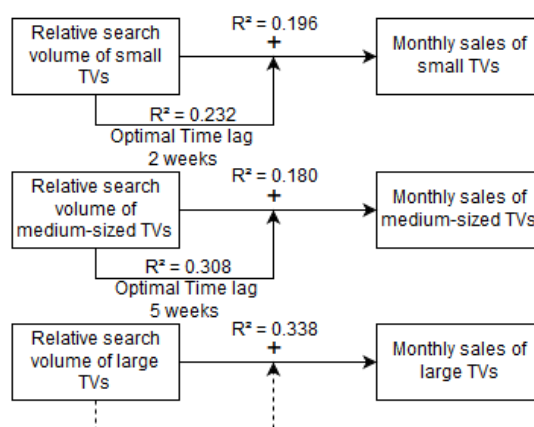 Relative search
volume of small
TVs
R² = 0.196
+
Monthly sales of
small TVs
R² = 0.232
Optimal Time lag
2 weeks
Relative search
volume of
medium-sized TVs
R² = 0.180
+
Monthly sales of
medium-sized TVs
R² = 0.308
Optimal Time lag
5 weeks
Relative search
volume of large
TVs
R² = 0.338
+
Monthly sales of
large TVs